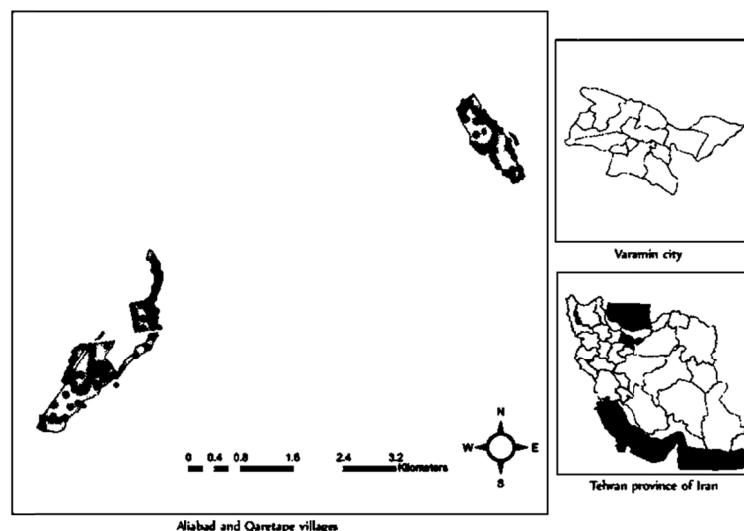 N
W E
S
0 0.4 0.8 1.6 2.4 3.2
Kilometers
Aliabad and Qaretape villages
Varamin city
Tehran province of Iran